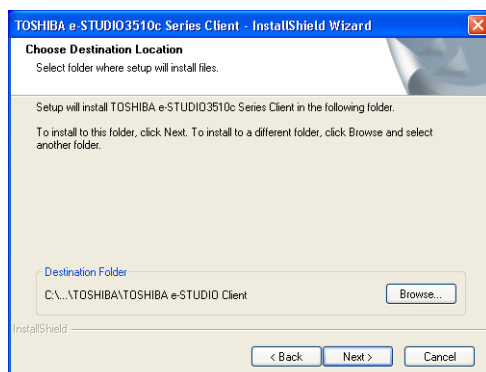 TOSHIBA e-STUDIO3510c Series Client - InstallShield Wizard
Choose Destination Location
Select folder where setup will install files.
Setup will install TOSHIBA e-STUDIO3510c Series Client in the following folder.
To install to this folder, click Next. To install to a different folder, click Browse and select
another folder.
Destination Folder
C:\...\TOSHIBA\TOSHIBA e-STUDIO Client
Browse...
InstallShield
< Back
Next >
Cancel